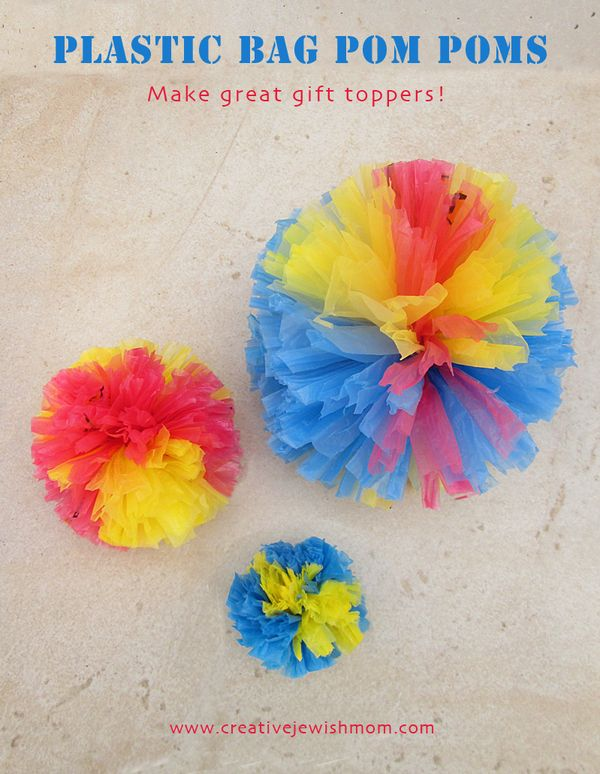 PLASTIC BAG POM POMS
Make great gift toppers!
www.creativejewishmom.com